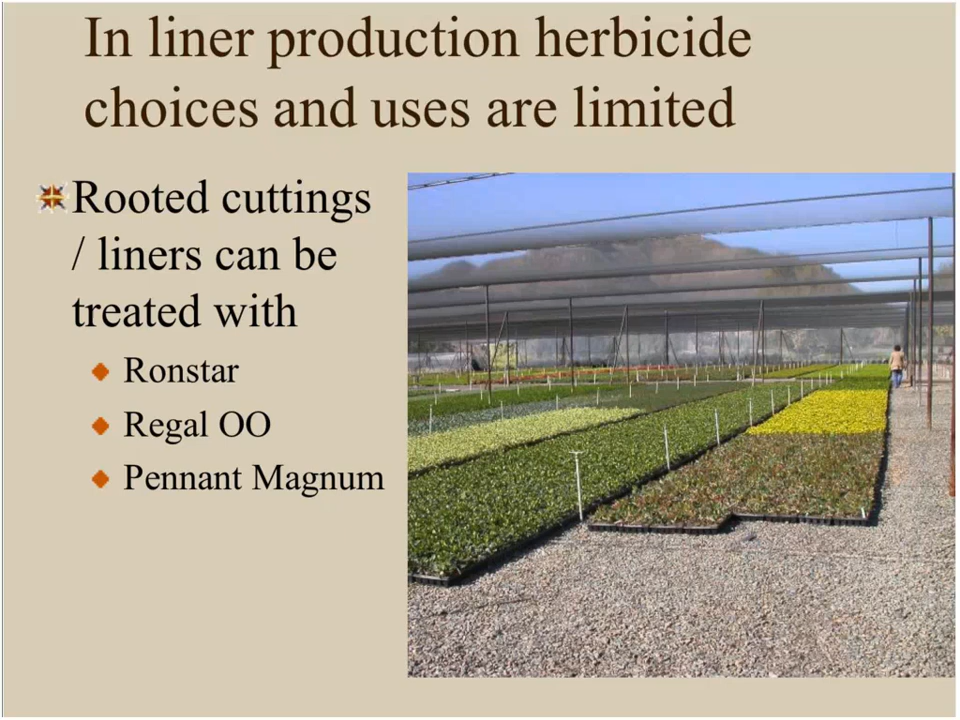 In liner production herbicide
choices and uses are limited
Rooted cuttings
/ liners can be
treated with
Ronstar
Regal OO
Pennant Magnum